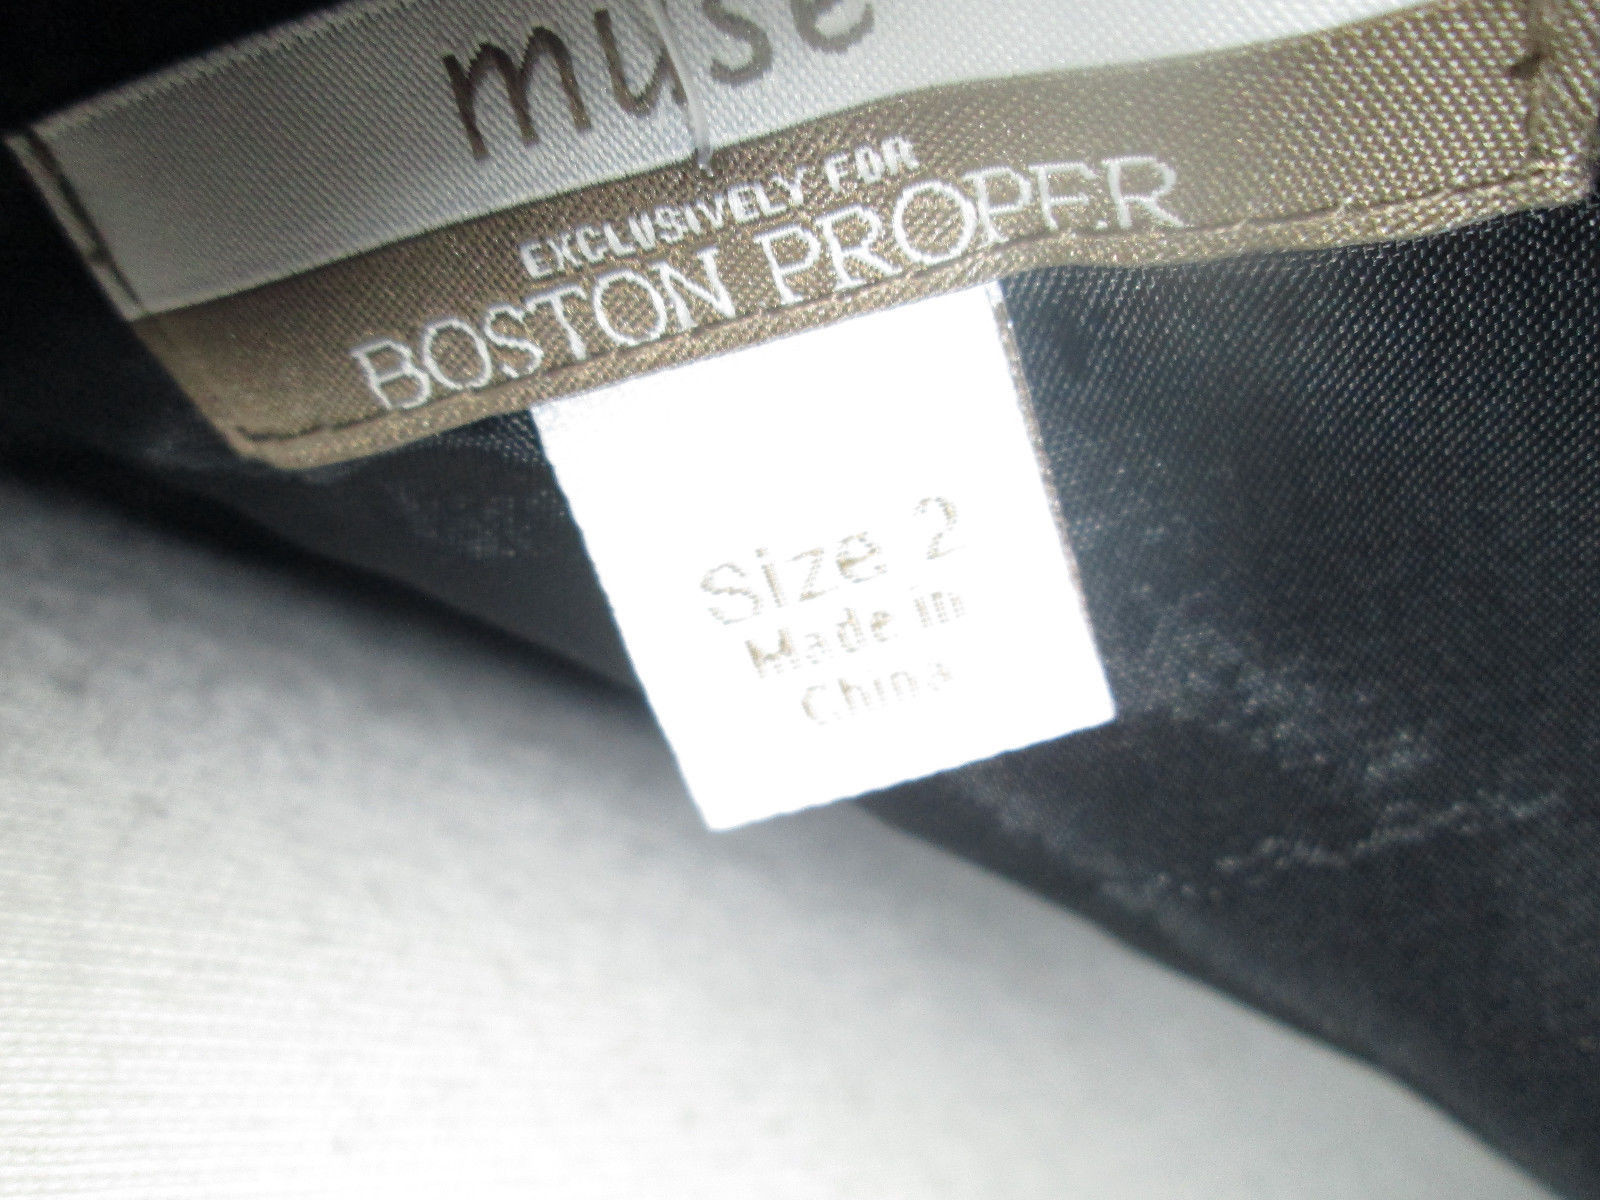 muse
EXCLUSIVELY FOR
BOSTON PROPER
Size 2
Made in
China